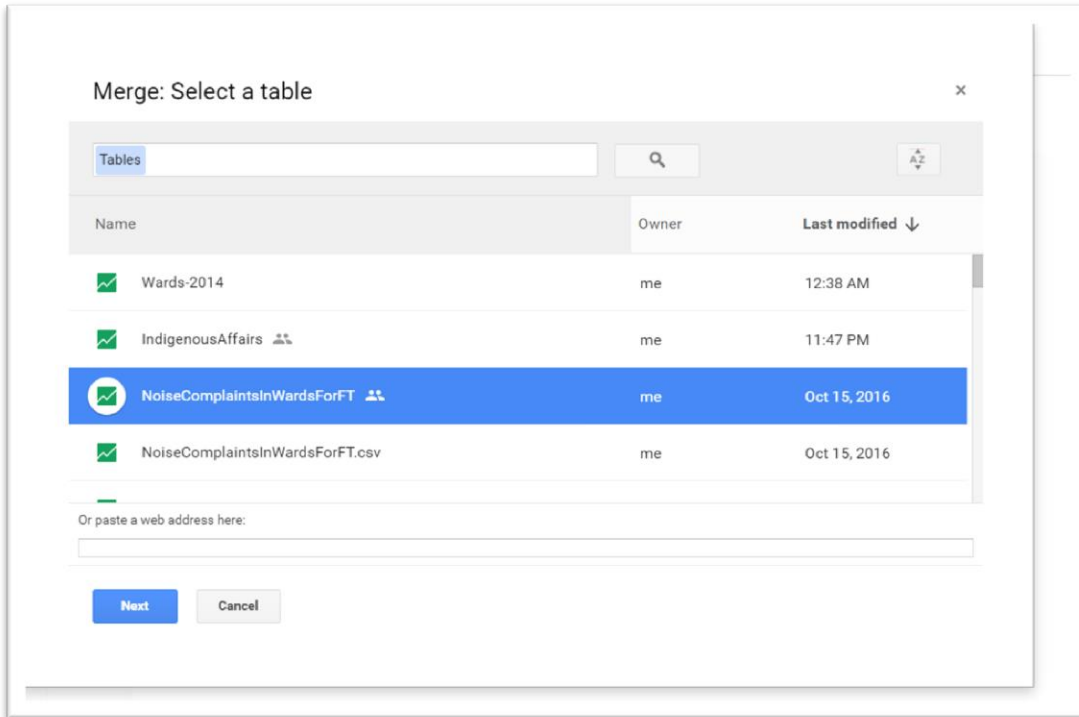 Merge: Select a table ×
Tables AZ
Name Owner Last modified
Wards-2014 me 12:38 AM
IndigenousAffairs me 11:47 PM
NoiseComplaintsInWardsForFT me Oct 15, 2016
NoiseComplaintsInWardsForFT.csv me Oct 15, 2016
Or paste a web address here:
Next Cancel